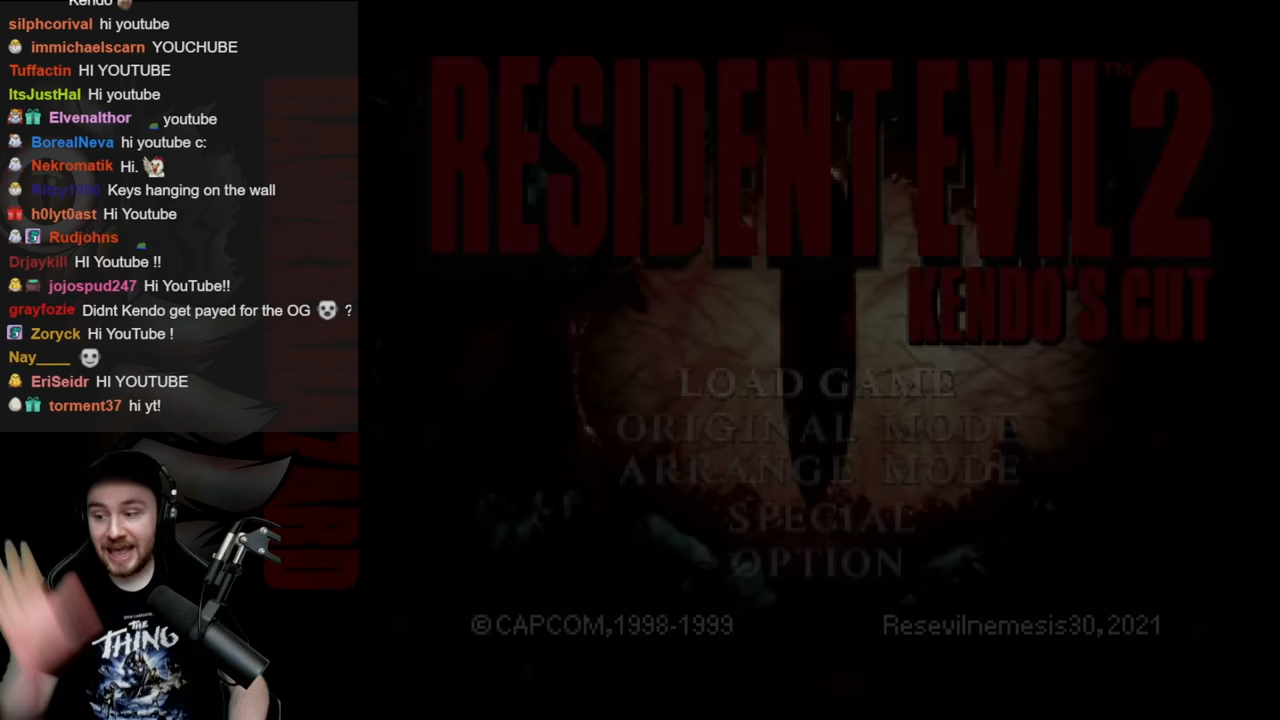 Kendo
silphcorival hi youtube
immichaelscarn YOUCHUBE
Tuffactin HI YOUTUBE
ItsJustHal Hi youtube
Elvenalthor youtube
BorealNeva hi youtube c:
Nekromatik Hi.
Keys hanging on the wall
h0lyt0ast Hi Youtube
Rudjohns
Drjaykill HI Youtube !!
jojospud247 Hi YouTube!!
grayfozie Didnt Kendo get payed for the OG ?
Zoryck Hi YouTube !
Nay____
EriSeidr HI YOUTUBE
torment37 hi yt!
THE
THING
RESIDENT EVIL 2
TM
KENDO'S CUT
LOAD GAME
ORIGINAL MODE
ARRANGE MODE
SPECIAL
OPTION
©CAPCOM,1998-1999
Resevilnemesis30,2021